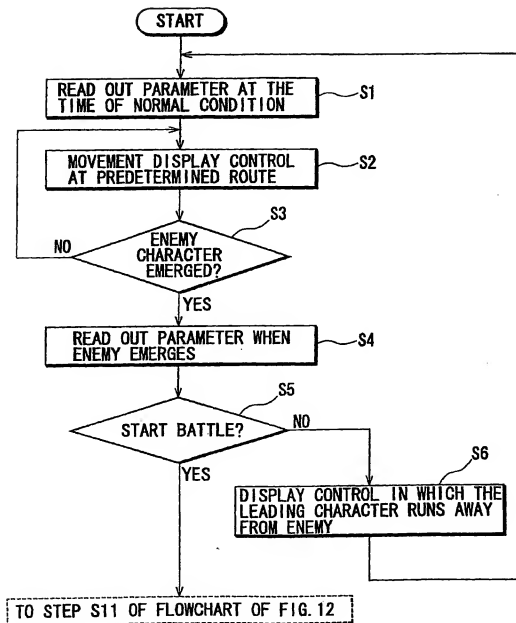 START
READ OUT PARAMETER AT THE
TIME OF NORMAL CONDITION
S1
MOVEMENT DISPLAY CONTROL
AT PREDETERMINED ROUTE
S2
S3
NO
ENEMY
CHARACTER
EMERGED?
YES
READ OUT PARAMETER WHEN
ENEMY EMERGES
S4
S5
START BATTLE?
NO
YES
S6
DISPLAY CONTROL IN WHICH THE
LEADING CHARACTER RUNS AWAY
FROM ENEMY
TO STEP S11 OF FLOWCHART OF FIG.12